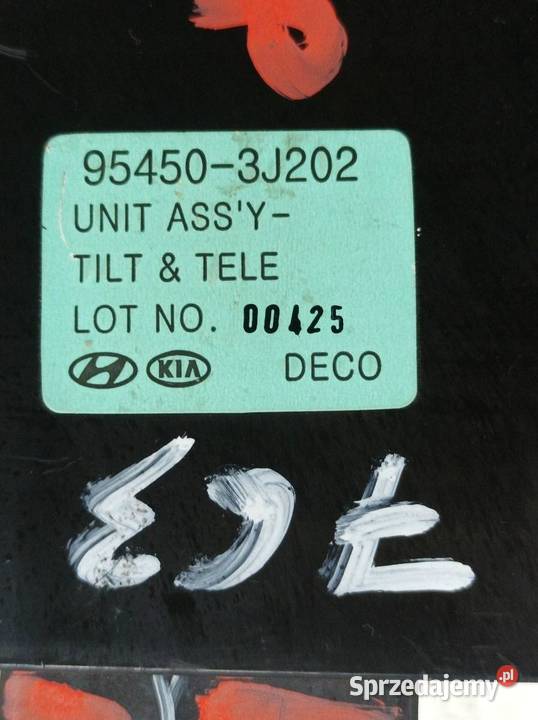 95450-3J202
UNIT ASS'Y-
TILT & TELE
LOT NO. 00425
KIA DECO
Sprzedajemy.pl